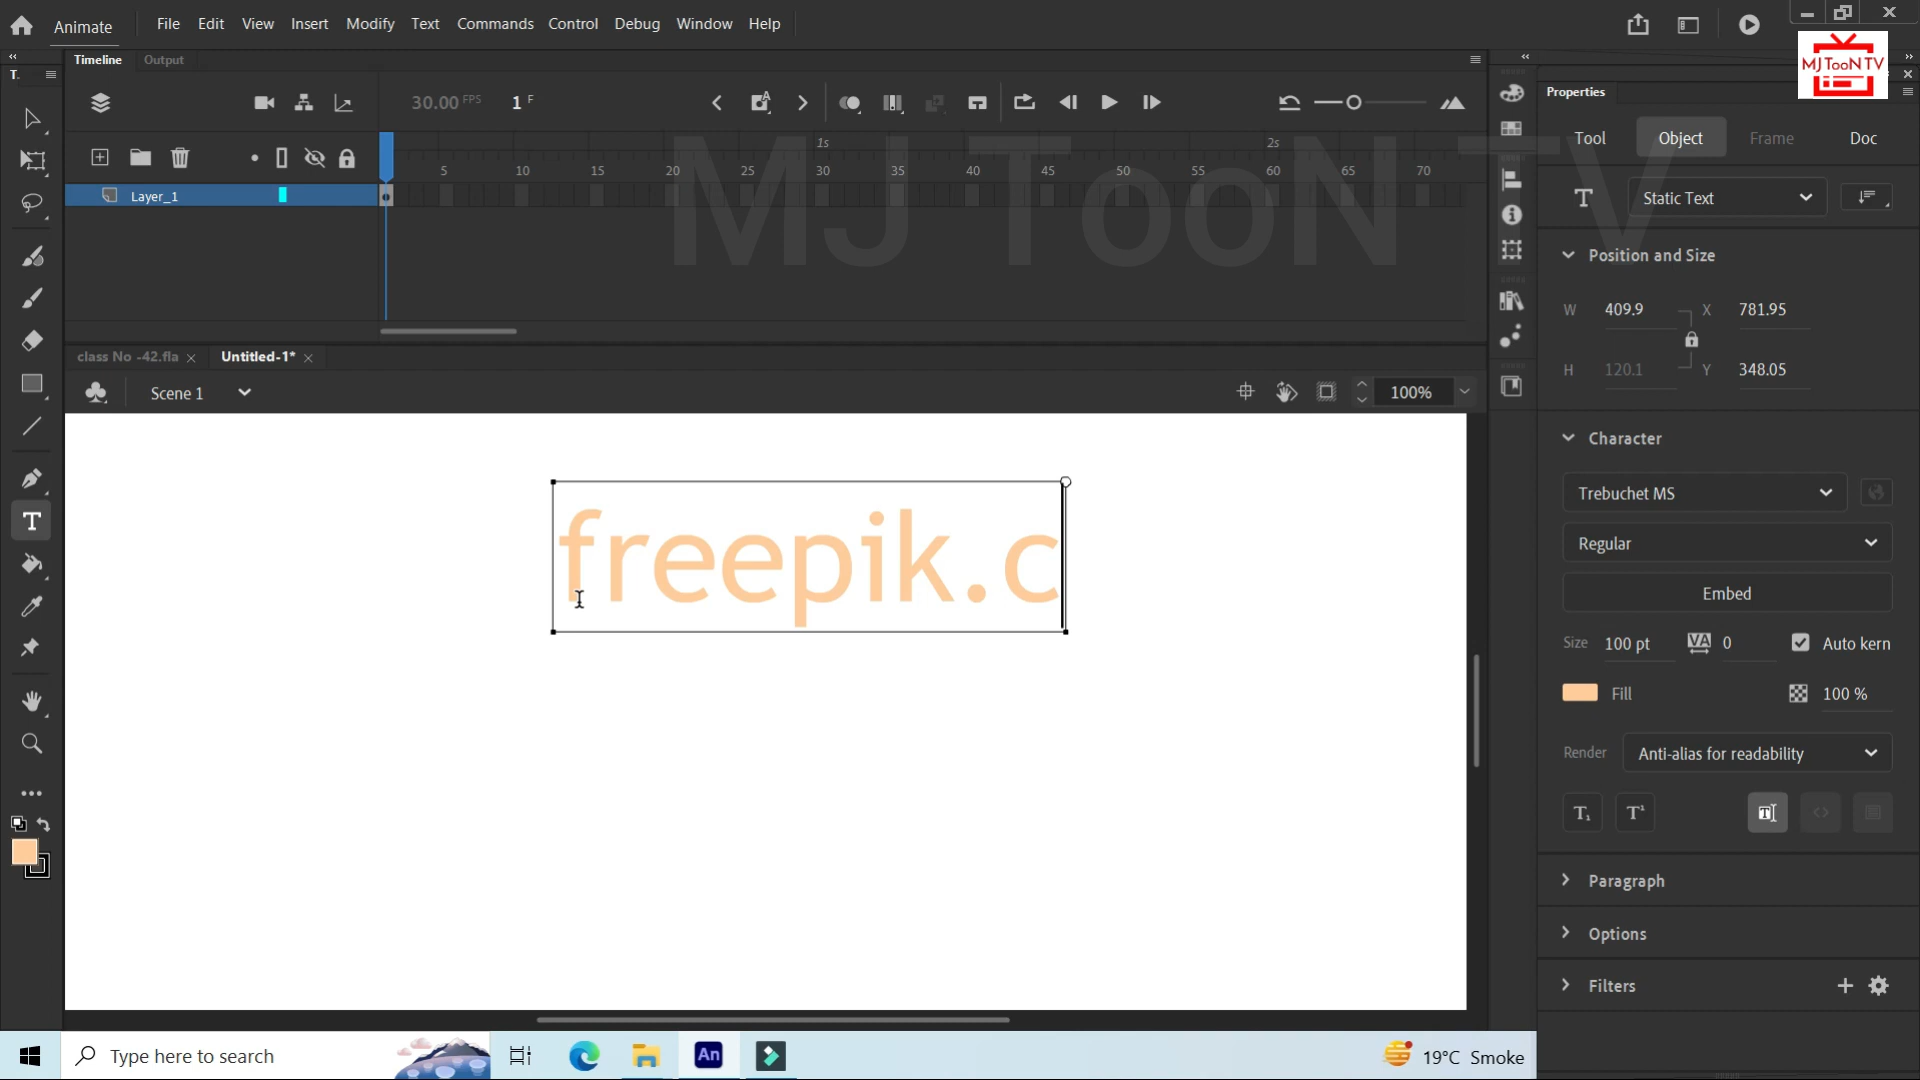 Animate
File Edit View Insert Modify Text Commands Control Debug Window Help
MJ TooN TV
T.
Timeline Output
30.00 FPS 1 F
1s 2s
5 10 15 20 25 30 35 40 45 50 55 60 65 70
Layer_1
MJ TooN TV
class No -42.fla Untitled-1*
Scene 1
100%
freepik.c
Properties
Tool Object Frame Doc
Static Text
Position and Size
W 409.9 X 781.95
H 120.1 Y 348.05
Character
Trebuchet MS
Regular
Embed
Size 100 pt VA 0 Auto kern
Fill 100 %
Render Anti-alias for readability
Paragraph
Options
Filters
Type here to search
An
19°C Smoke